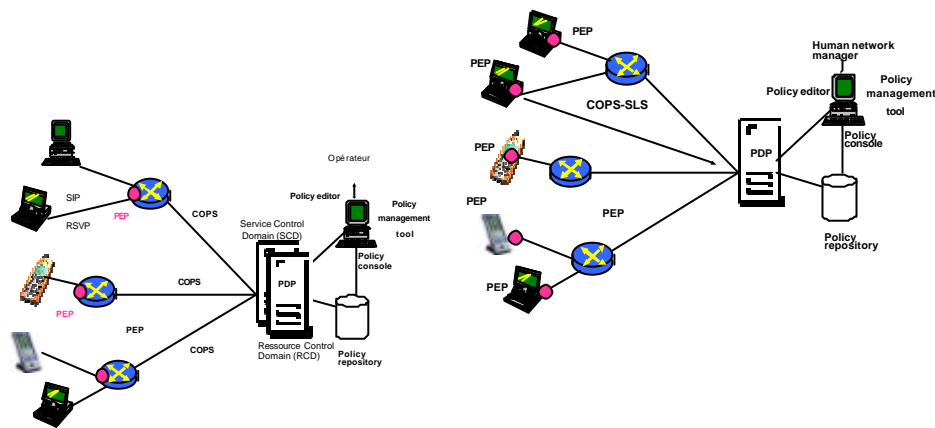 Opérateur
Policy editor
Policy
management
tool
SIP
RSVP
PEP
COPS
Service Control
Domain (SCD)
Policy
console
COPS
PDP
PEP
PEP
COPS
Ressource Control
Domain (RCD)
Policy
repository
PEP
PEP
COPS-SLS
Human network
manager
Policy editor
Policy
management
tool
Policy
console
PDP
PEP
PEP
PEP
Policy
repository
PEP